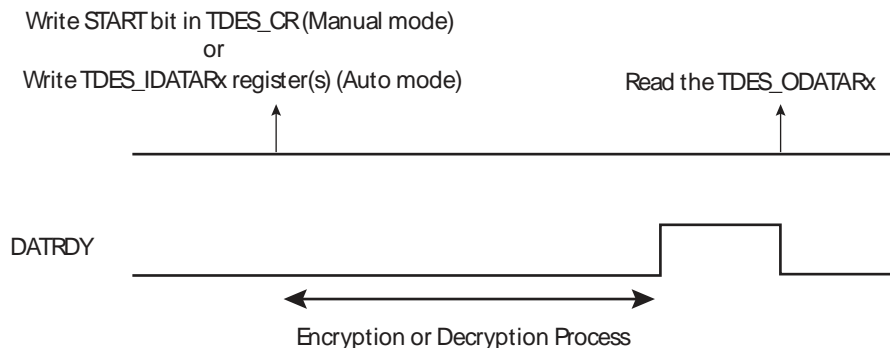 Write START bit in TDES_CR (Manual mode)
or
Write TDES_IDATARx register(s) (Auto mode)
Read the TDES_ODATARx
DATRDY
Encryption or Decryption Process